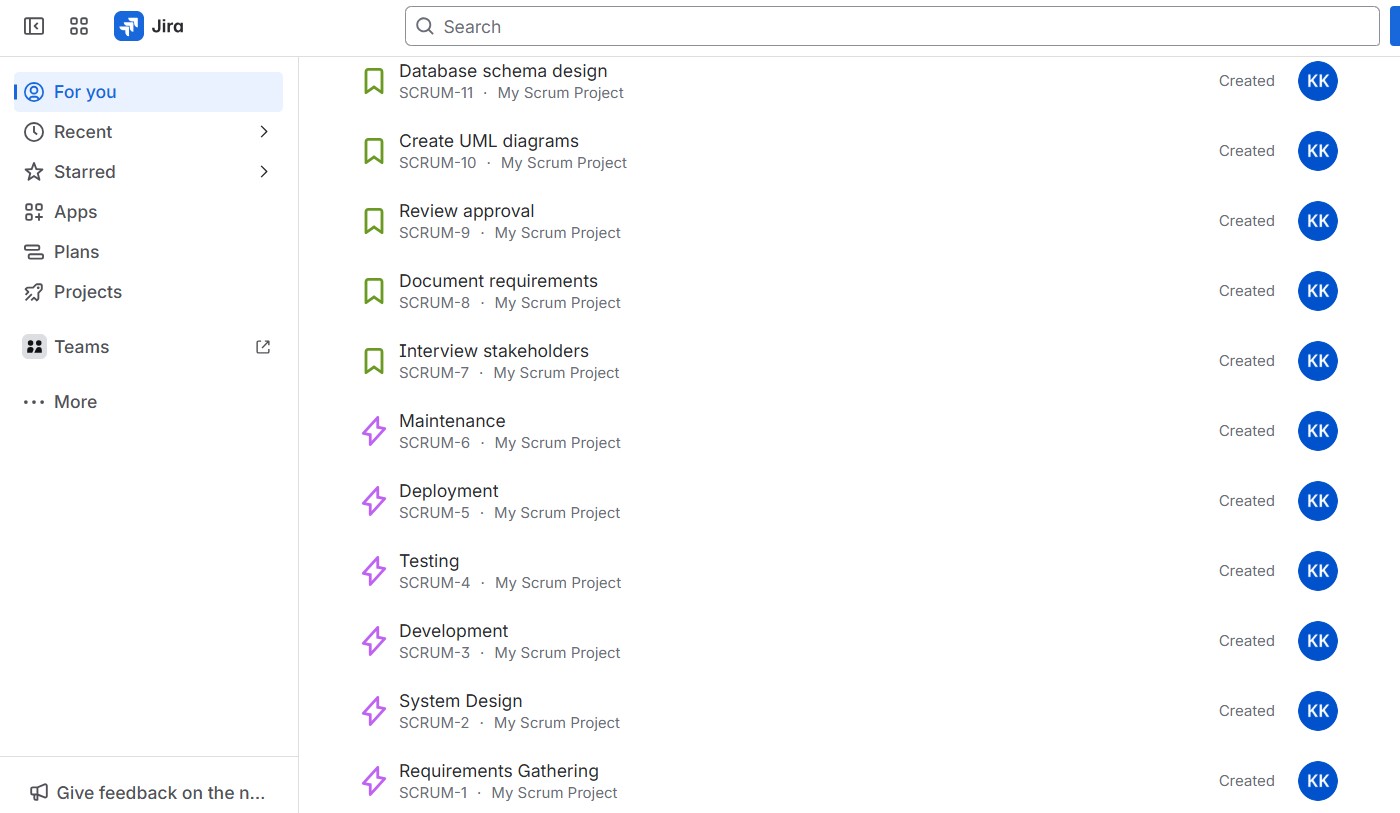 Jira
Search
For you
Recent
Starred
Apps
Plans
Projects
Teams
More
Give feedback on the n...
Database schema design
SCRUM-11 · My Scrum Project
Created
KK
Create UML diagrams
SCRUM-10 · My Scrum Project
Created
KK
Review approval
SCRUM-9 · My Scrum Project
Created
KK
Document requirements
SCRUM-8 · My Scrum Project
Created
KK
Interview stakeholders
SCRUM-7 · My Scrum Project
Created
KK
Maintenance
SCRUM-6 · My Scrum Project
Created
KK
Deployment
SCRUM-5 · My Scrum Project
Created
KK
Testing
SCRUM-4 · My Scrum Project
Created
KK
Development
SCRUM-3 · My Scrum Project
Created
KK
System Design
SCRUM-2 · My Scrum Project
Created
KK
Requirements Gathering
SCRUM-1 · My Scrum Project
Created
KK